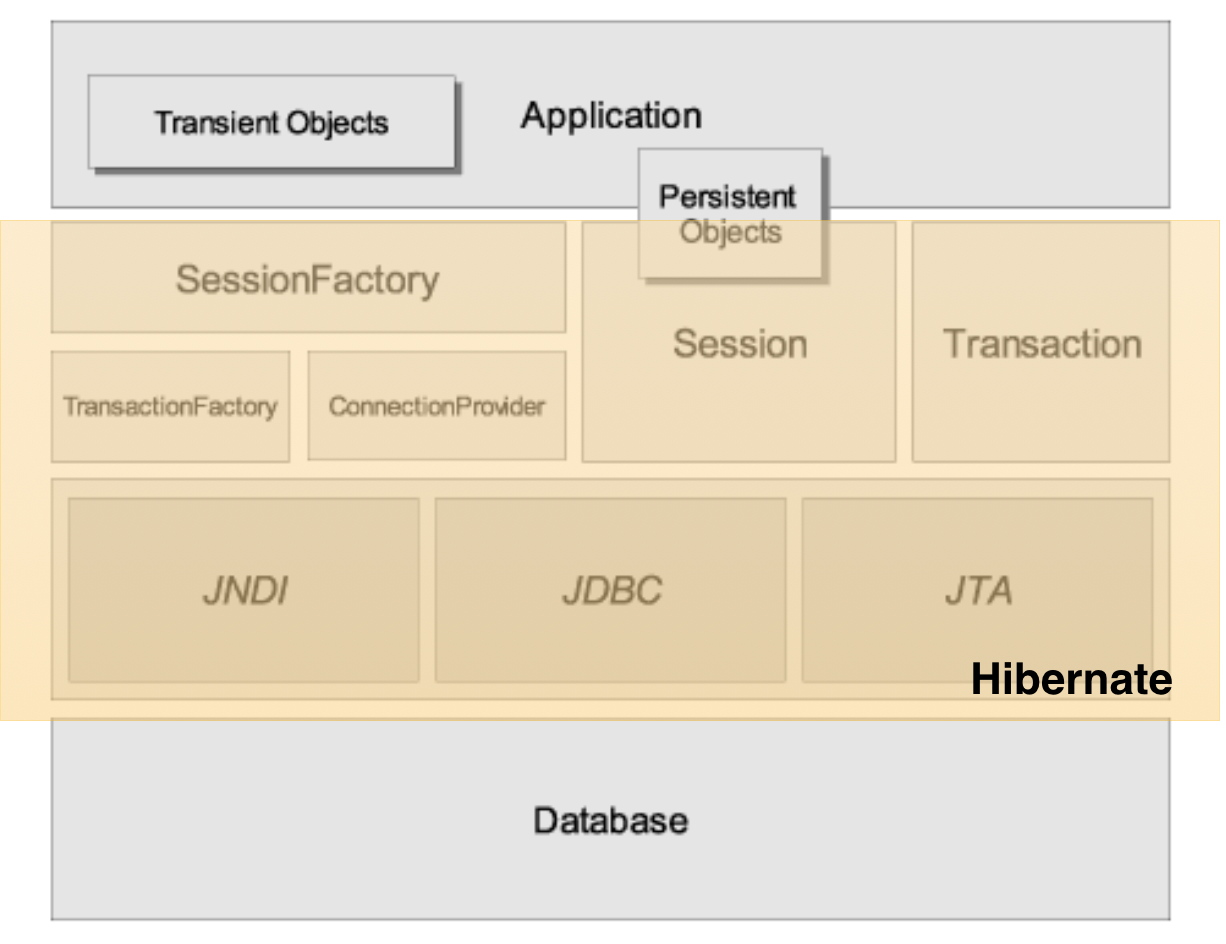 Transient Objects
Application
Persistent
Objects
SessionFactory
Session
Transaction
TransactionFactory
ConnectionProvider
JNDI
JDBC
JTA
Hibernate
Database